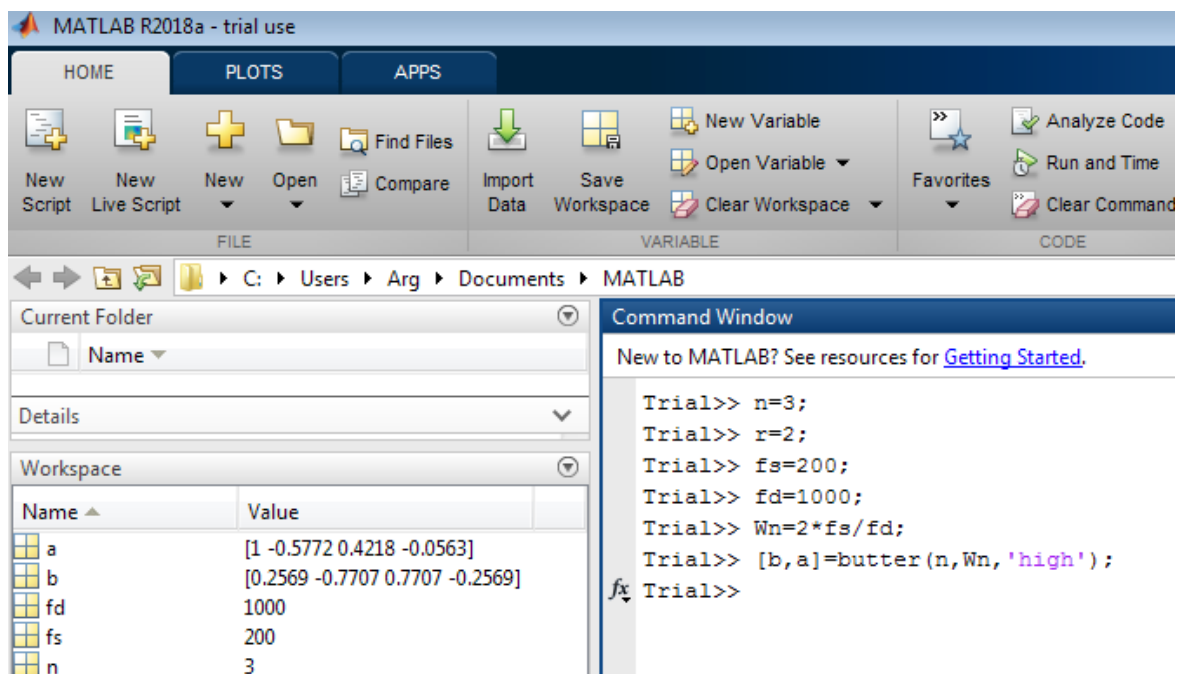 MATLAB R2018a - trial use
HOME PLOTS APPS
New Script
New Live Script
New
Open
Find Files
Compare
Import Data
Save Workspace
New Variable
Open Variable
Clear Workspace
Favorites
Analyze Code
Run and Time
Clear Command
FILE VARIABLE CODE
C: Users Arg Documents MATLAB
Current Folder
Name
Details
Workspace
Name Value
a [1 -0.5772 0.4218 -0.0563]
b [0.2569 -0.7707 0.7707 -0.2569]
fd 1000
fs 200
n 3
Command Window
New to MATLAB? See resources for Getting Started.
Trial>> n=3;
Trial>> r=2;
Trial>> fs=200;
Trial>> fd=1000;
Trial>> Wn=2*fs/fd;
Trial>> [b,a]=butter(n,Wn,'high');
fx Trial>>